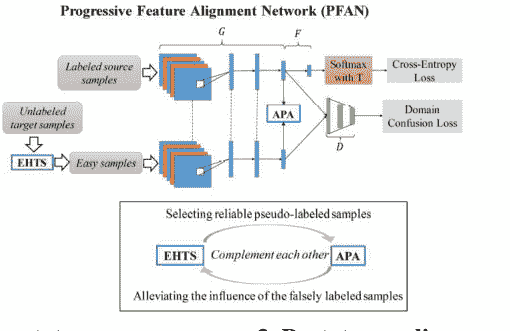 Progressive Feature Alignment Network (PFAN)
G
F
Labeled source
samples
Softmax
with T
Cross-Entropy
Loss
Unlabeled
target samples
APA
Domain
Confusion Loss
D
EHTS
Easy samples
Selecting reliable pseudo-labeled samples
EHTS
Complement each other
APA
Alleviating the influence of the falsely labeled samples